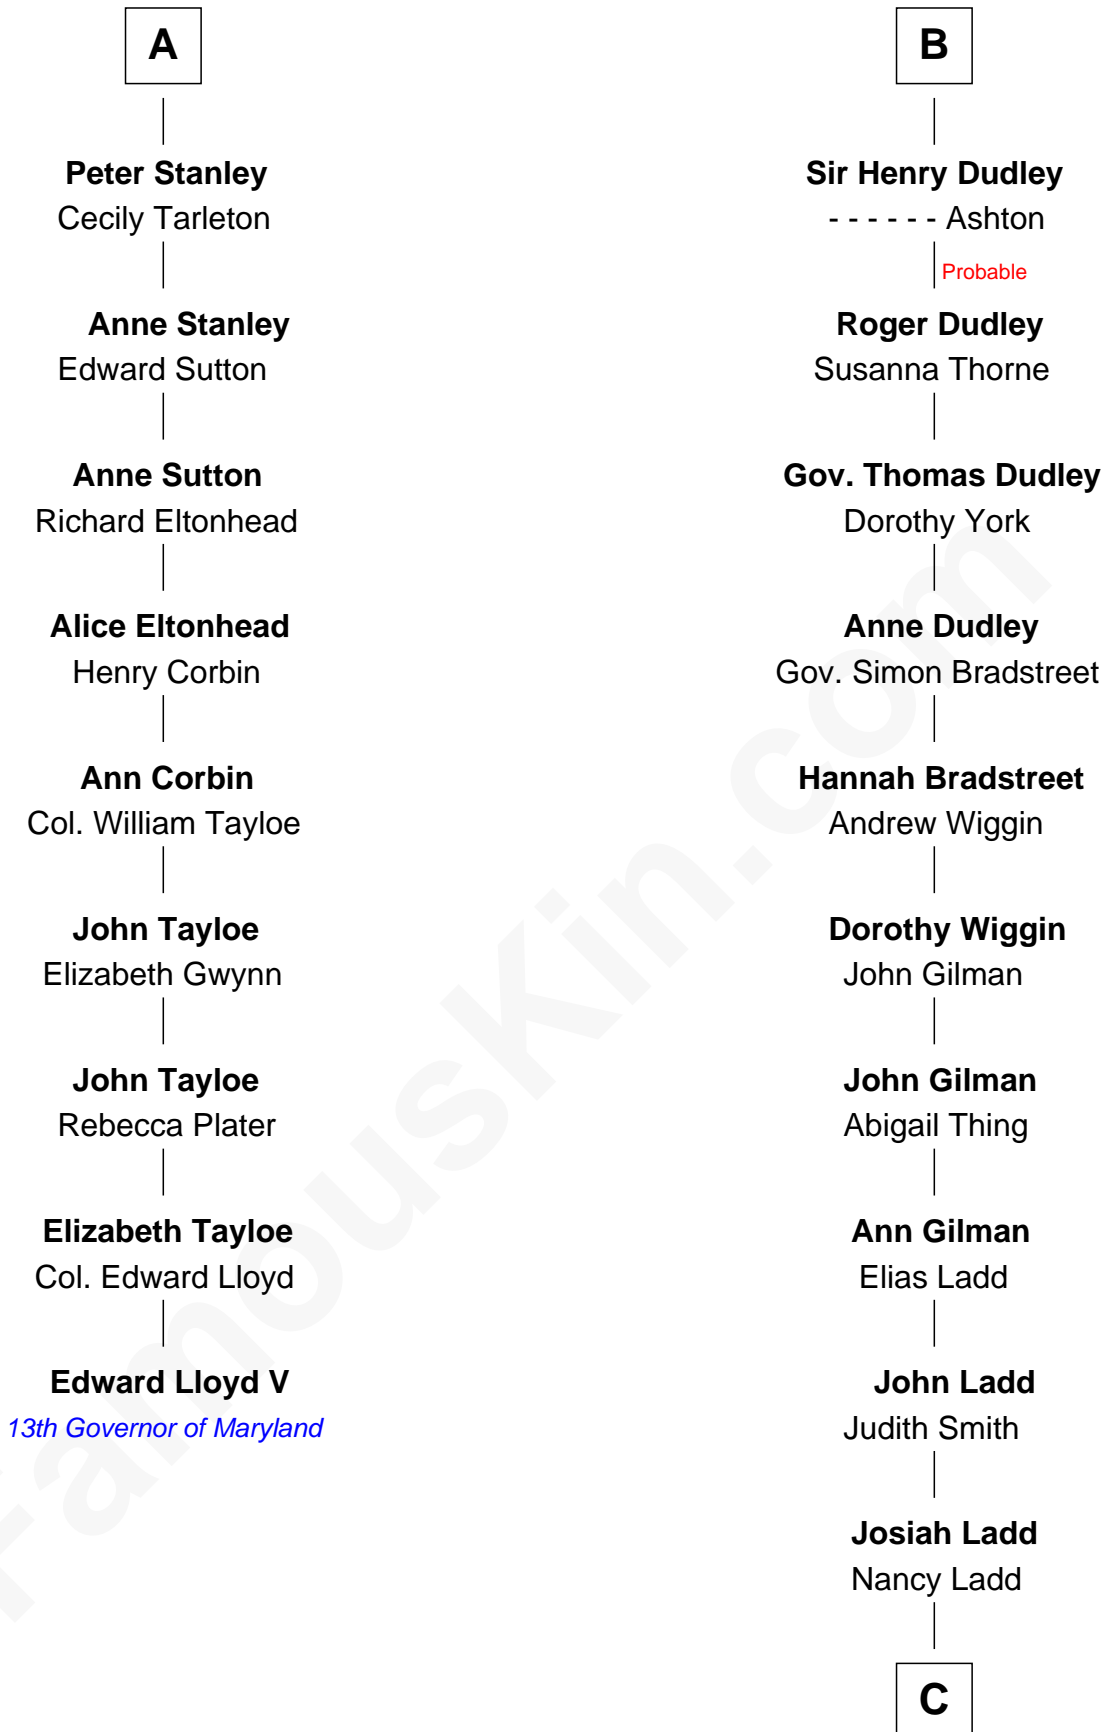 A
Peter Stanley
Cecily Tarleton
Anne Stanley
Edward Sutton
Anne Sutton
Richard Eltonhead
Alice Eltonhead
Henry Corbin
Ann Corbin
Col. William Tayloe
John Tayloe
Elizabeth Gwynn
John Tayloe
Rebecca Plater
Elizabeth Tayloe
Col. Edward Lloyd
Edward Lloyd V
13th Governor of Maryland
B
Sir Henry Dudley
- - - - - - Ashton
Probable
Roger Dudley
Susanna Thorne
Gov. Thomas Dudley
Dorothy York
Anne Dudley
Gov. Simon Bradstreet
Hannah Bradstreet
Andrew Wiggin
Dorothy Wiggin
John Gilman
John Gilman
Abigail Thing
Ann Gilman
Elias Ladd
John Ladd
Judith Smith
Josiah Ladd
Nancy Ladd
C
FamousKin.com